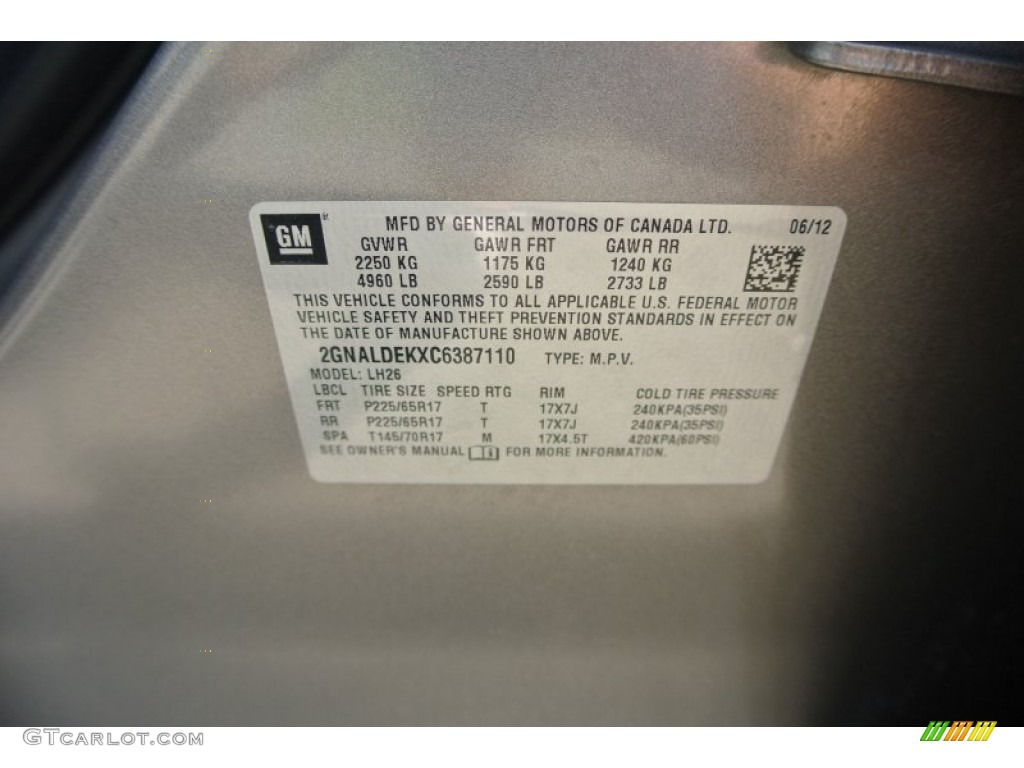 GM
MFD BY GENERAL MOTORS OF CANADA LTD. 06/12
GVWR GAWR FRT GAWR RR
2250 KG 1175 KG 1240 KG
4960 LB 2590 LB 2733 LB
THIS VEHICLE CONFORMS TO ALL APPLICABLE U.S. FEDERAL MOTOR
VEHICLE SAFETY AND THEFT PREVENTION STANDARDS IN EFFECT ON
THE DATE OF MANUFACTURE SHOWN ABOVE.
2GNALDEKXC6387110 TYPE: M.P.V.
MODEL: LH26
LBCL TIRE SIZE SPEED RTG RIM COLD TIRE PRESSURE
FRT P225/65R17 T 17X7J 240KPA(35PSI)
RR P225/65R17 T 17X7J 240KPA(35PSI)
SPA T145/70R17 M 17X4.5T 420KPA(60PSI)
SEE OWNER'S MANUAL FOR MORE INFORMATION.
GTCARLOT.COM